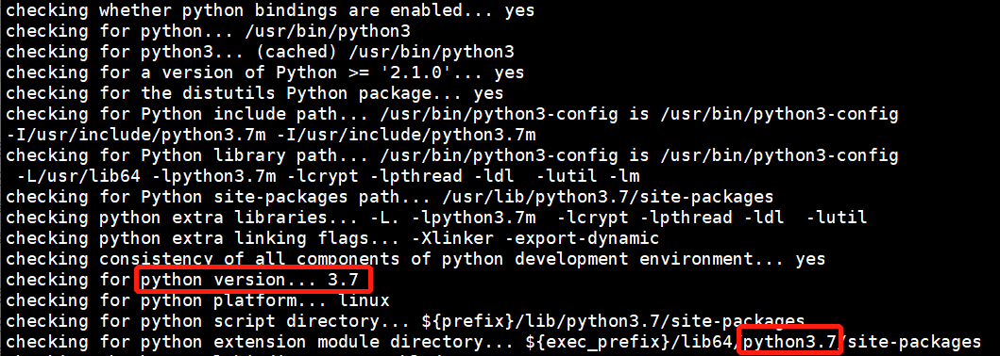 checking whether python bindings are enabled... yes
checking for python... /usr/bin/python3
checking for python3... (cached) /usr/bin/python3
checking for a version of Python >= '2.1.0'... yes
checking for the distutils Python package... yes
checking for Python include path... /usr/bin/python3-config is /usr/bin/python3-config
-I/usr/include/python3.7m -I/usr/include/python3.7m
checking for Python library path... /usr/bin/python3-config is /usr/bin/python3-config
 -L/usr/lib64 -lpython3.7m -lcrypt -lpthread -ldl  -lutil -lm
checking for Python site-packages path... /usr/lib/python3.7/site-packages
checking python extra libraries... -L. -lpython3.7m  -lcrypt -lpthread -ldl  -lutil
checking python extra linking flags... -Xlinker -export-dynamic
checking consistency of all components of python development environment... yes
checking for python version... 3.7
checking for python platform... linux
checking for python script directory... ${prefix}/lib/python3.7/site-packages
checking for python extension module directory... ${exec_prefix}/lib64/python3.7/site-packages